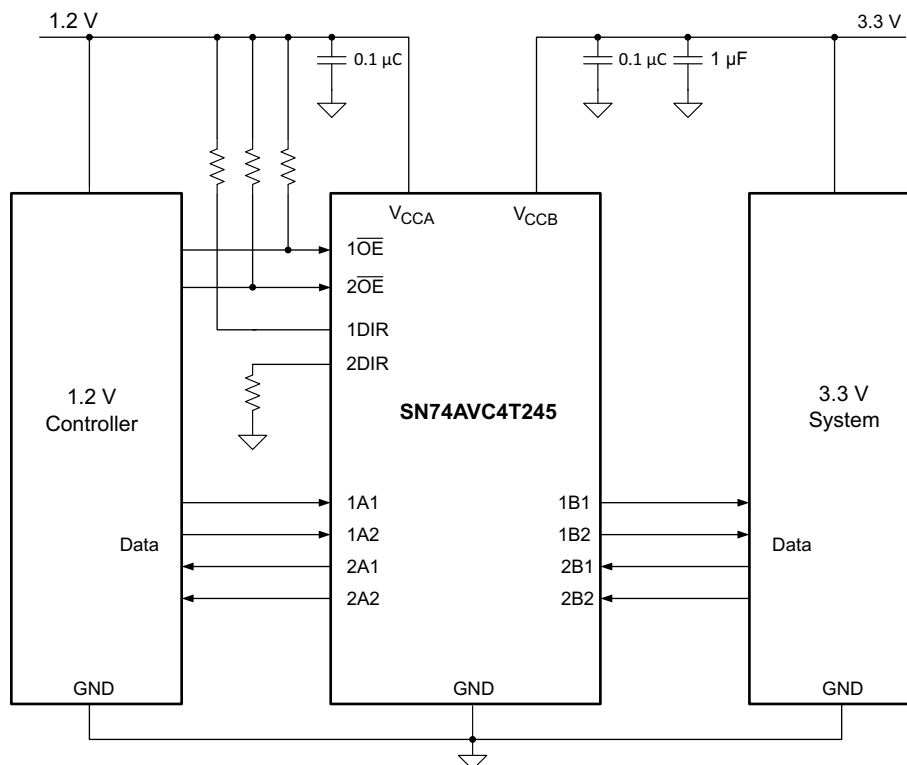 1.2 V
3.3 V
0.1 µC
0.1 µC
1 µF
VCCA
VCCB
1OE
2OE
1DIR
2DIR
1.2 V
Controller
SN74AVC4T245
3.3 V
System
1A1
1B1
1A2
1B2
Data
Data
2A1
2B1
2A2
2B2
GND
GND
GND